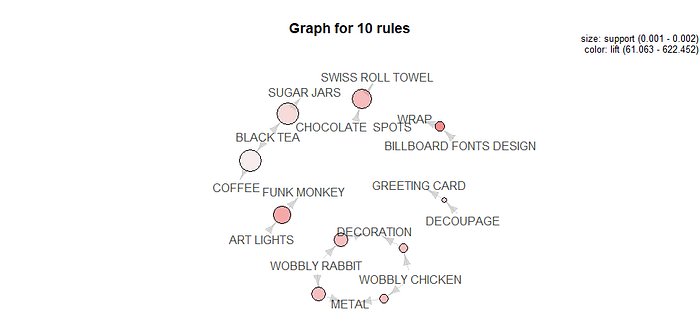 Graph for 10 rules
size: support (0.001 - 0.002)
color: lift (61.063 - 622.452)
SWISS ROLL TOWEL
SUGAR JARS
WRAP
CHOCOLATE  SPOTS
BLACK TEA
BILLBOARD FONTS DESIGN
COFFEE
FUNK MONKEY
GREETING CARD
DECOUPAGE
ART LIGHTS
DECORATION
WOBBLY RABBIT
WOBBLY CHICKEN
METAL